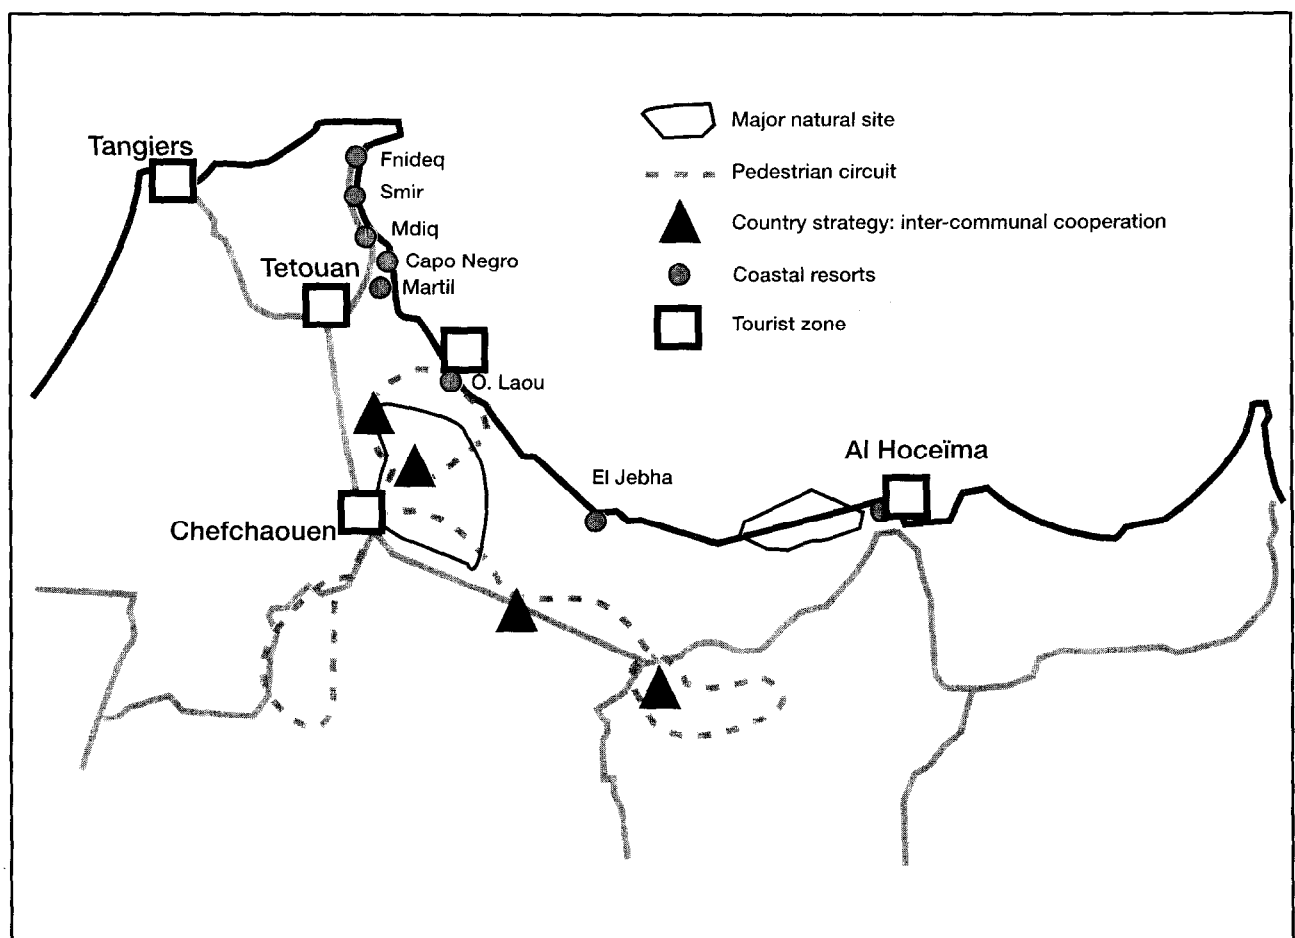 Tangiers
Fnideq
Smir
Mdiq
Tetouan
Capo Negro
Martil
O. Laou
Chefchaouen
El Jebha
Al Hoceïma
Major natural site
Pedestrian circuit
Country strategy: inter-communal cooperation
Coastal resorts
Tourist zone